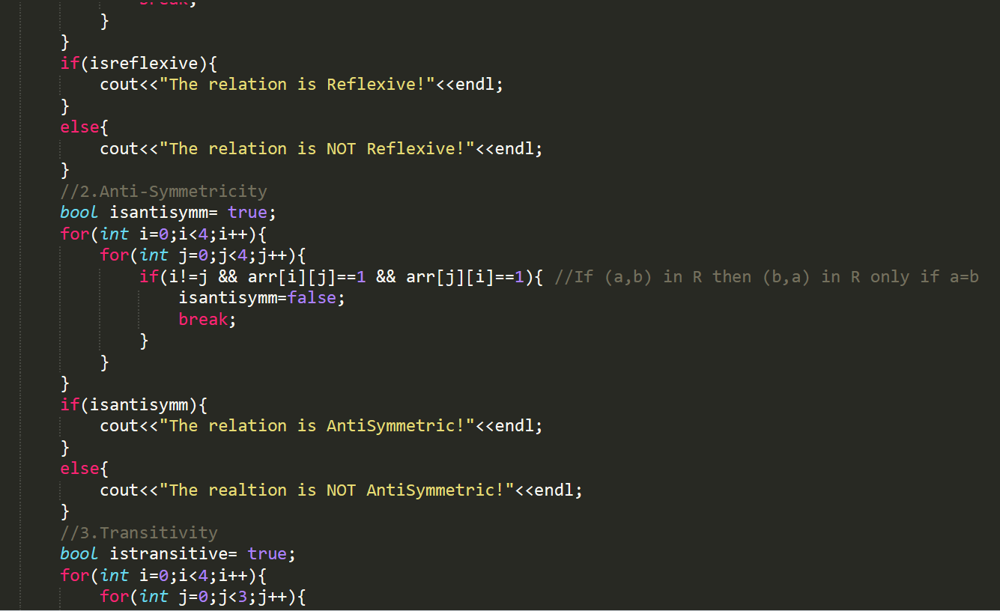 break;
}
}
if(isreflexive){
cout<<"The relation is Reflexive!"<<endl;
}
else{
cout<<"The relation is NOT Reflexive!"<<endl;
}
//2.Anti-Symmetricity
bool isantisymm= true;
for(int i=0;i<4;i++){
for(int j=0;j<4;j++){
if(i!=j && arr[i][j]==1 && arr[j][i]==1){ //If (a,b) in R then (b,a) in R only if a=b
isantisymm=false;
break;
}
}
}
if(isantisymm){
cout<<"The relation is AntiSymmetric!"<<endl;
}
else{
cout<<"The realtion is NOT AntiSymmetric!"<<endl;
}
//3.Transitivity
bool istransitive= true;
for(int i=0;i<4;i++){
for(int j=0;j<3;j++){